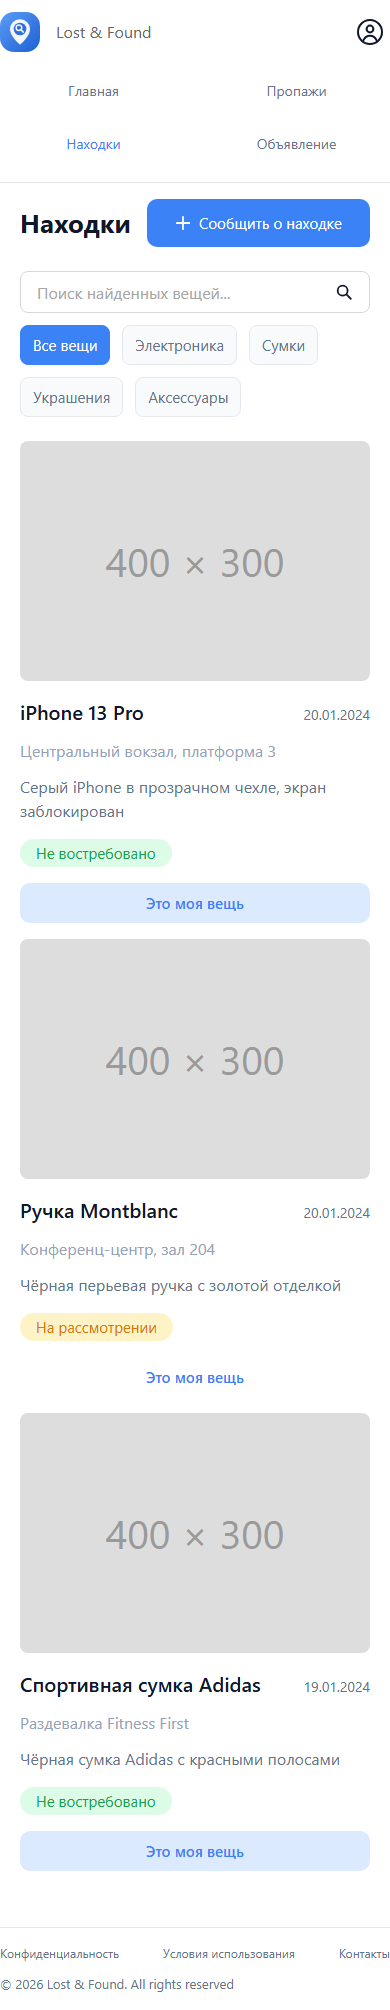 Lost & Found
Главная
Пропажи
Находки
Объявление
Находки
Сообщить о находке
Поиск найденных вещей...
Все вещи
Электроника
Сумки
Украшения
Аксессуары
400 × 300
iPhone 13 Pro
20.01.2024
Центральный вокзал, платформа 3
Серый iPhone в прозрачном чехле, экран
заблокирован
Не востребовано
Это моя вещь
400 × 300
Ручка Montblanc
20.01.2024
Конференц-центр, зал 204
Чёрная перьевая ручка с золотой отделкой
На рассмотрении
Это моя вещь
400 × 300
Спортивная сумка Adidas
19.01.2024
Раздевалка Fitness First
Чёрная сумка Adidas с красными полосами
Не востребовано
Это моя вещь
Конфиденциальность
Условия использования
Контакты
© 2026 Lost & Found. All rights reserved